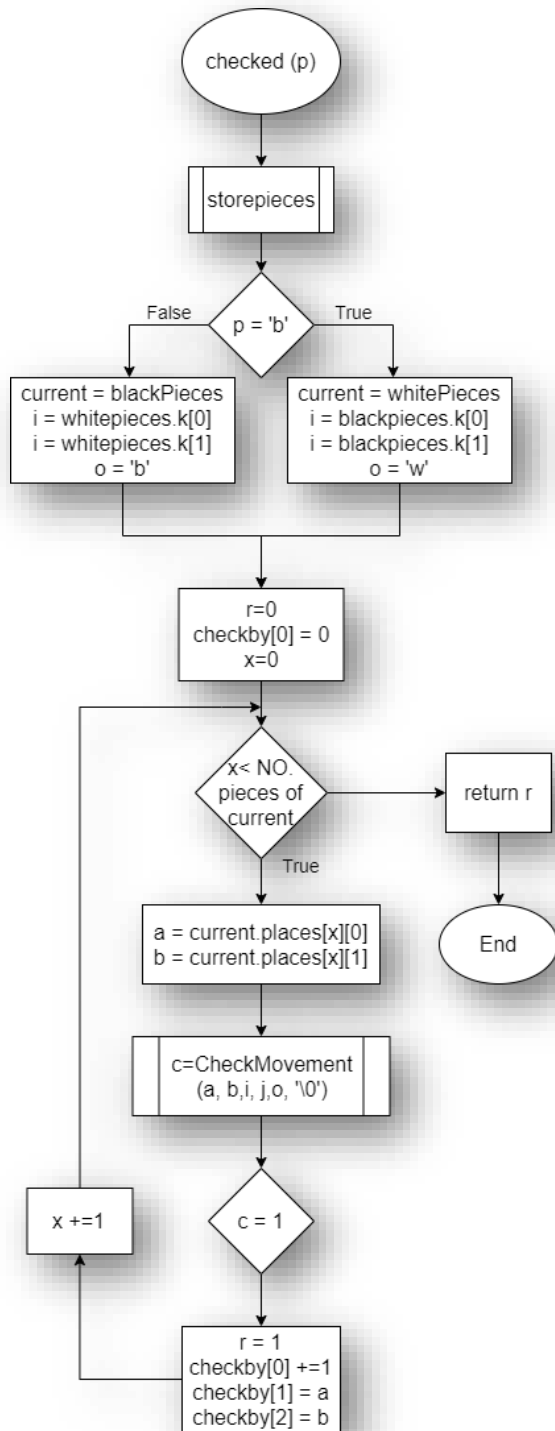 checked (p)
storepieces
False
True
p = 'b'
current = blackPieces
i = whitepieces.k[0]
i = whitepieces.k[1]
o = 'b'
current = whitePieces
i = blackpieces.k[0]
i = blackpieces.k[1]
o = 'w'
r=0
checkby[0] = 0
x=0
x< NO.
pieces of
current
return r
True
a = current.places[x][0]
b = current.places[x][1]
End
c=CheckMovement
(a, b,i, j,o, '\0')
x +=1
c = 1
r = 1
checkby[0] +=1
checkby[1] = a
checkby[2] = b